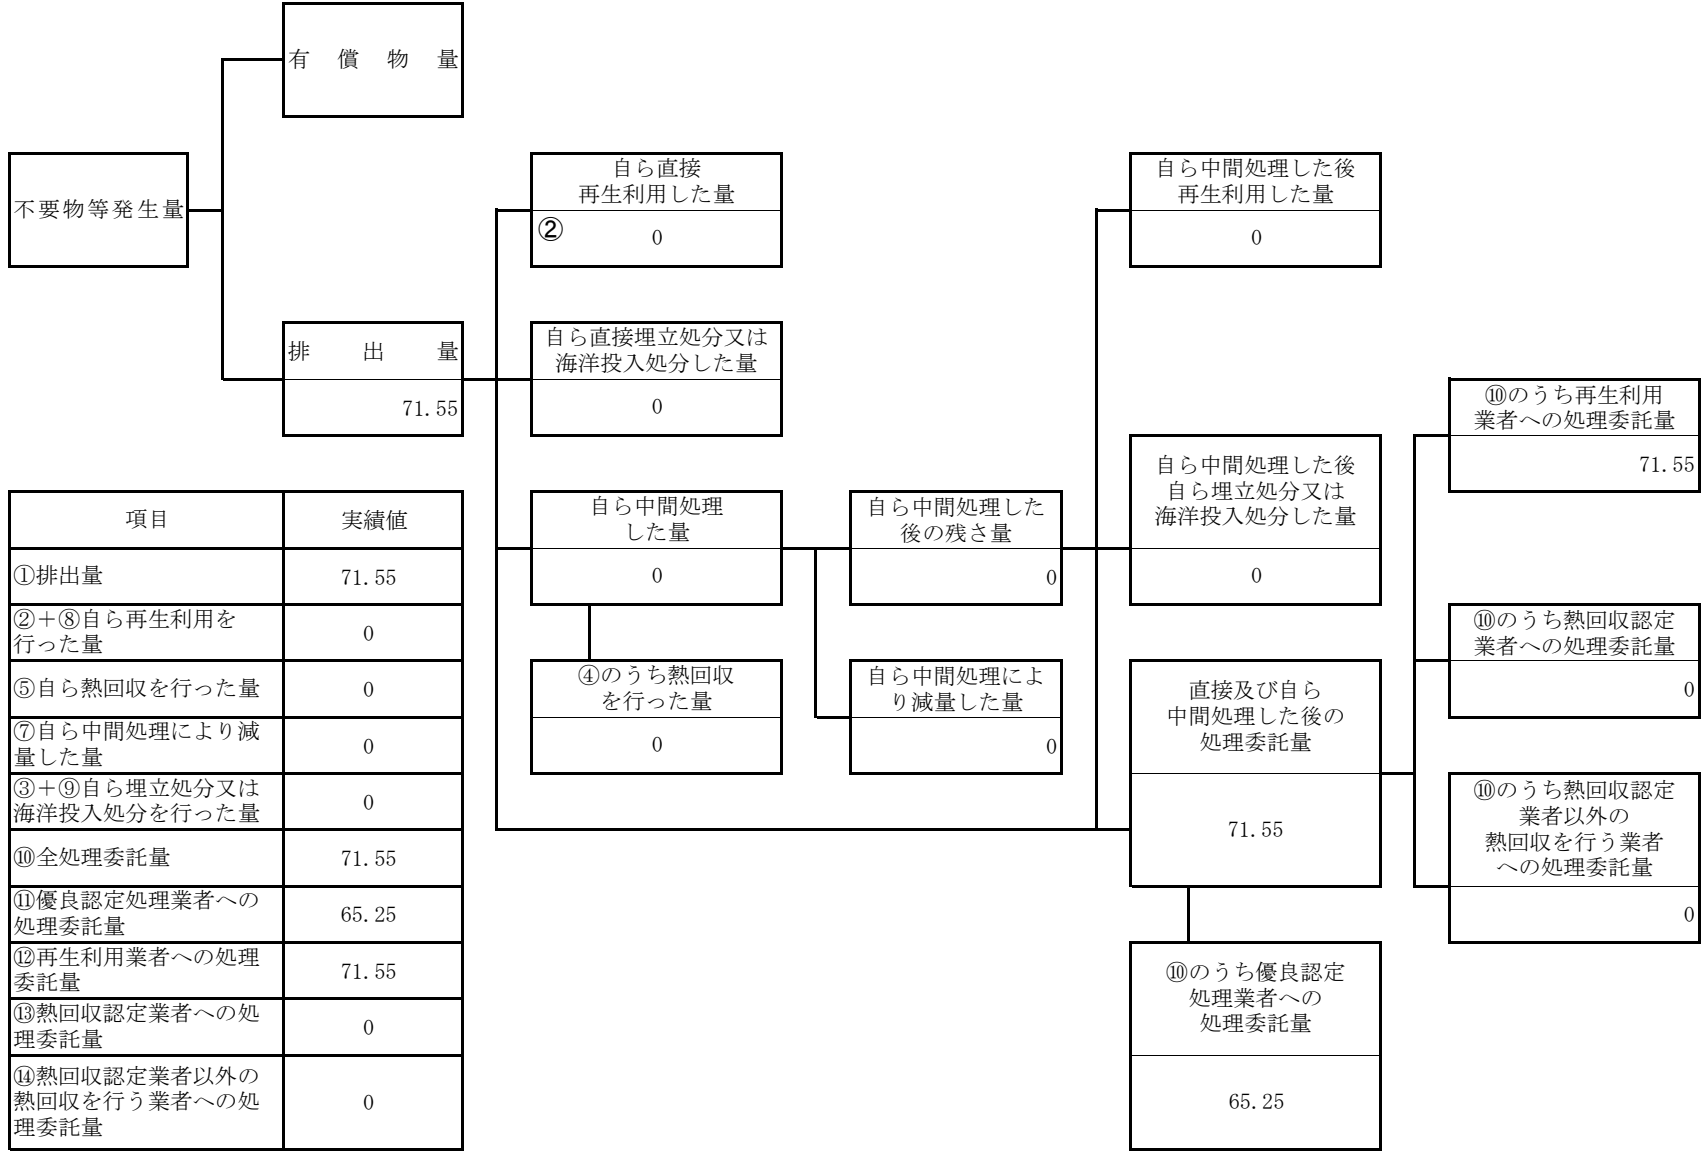 有償物量
不要物等発生量
自ら直接
再生利用した量
②
0
自ら中間処理した後
再生利用した量
0
排出量
71.55
自ら直接埋立処分又は
海洋投入処分した量
0
⑩のうち再生利用
業者への処理委託量
71.55
自ら中間処理した後
自ら埋立処分又は
海洋投入処分した量
0
自ら中間処理
した量
0
自ら中間処理した
後の残さ量
0
④のうち熱回収
を行った量
0
自ら中間処理によ
り減量した量
0
直接及び自ら
中間処理した後の
処理委託量
71.55
⑩のうち熱回収認定
業者への処理委託量
0
⑩のうち熱回収認定
業者以外の
熱回収を行う業者
への処理委託量
0
⑩のうち優良認定
処理業者への
処理委託量
65.25
項目 実績値
①排出量 71.55
②+⑧自ら再生利用を
行った量
0
⑤自ら熱回収を行った量 0
⑦自ら中間処理により減
量した量
0
③+⑨自ら埋立処分又は
海洋投入処分を行った量
0
⑩全処理委託量 71.55
⑪優良認定処理業者への
処理委託量
65.25
⑫再生利用業者への処理
委託量
71.55
⑬熱回収認定業者への処
理委託量
0
⑭熱回収認定業者以外の
熱回収を行う業者への処
理委託量
0